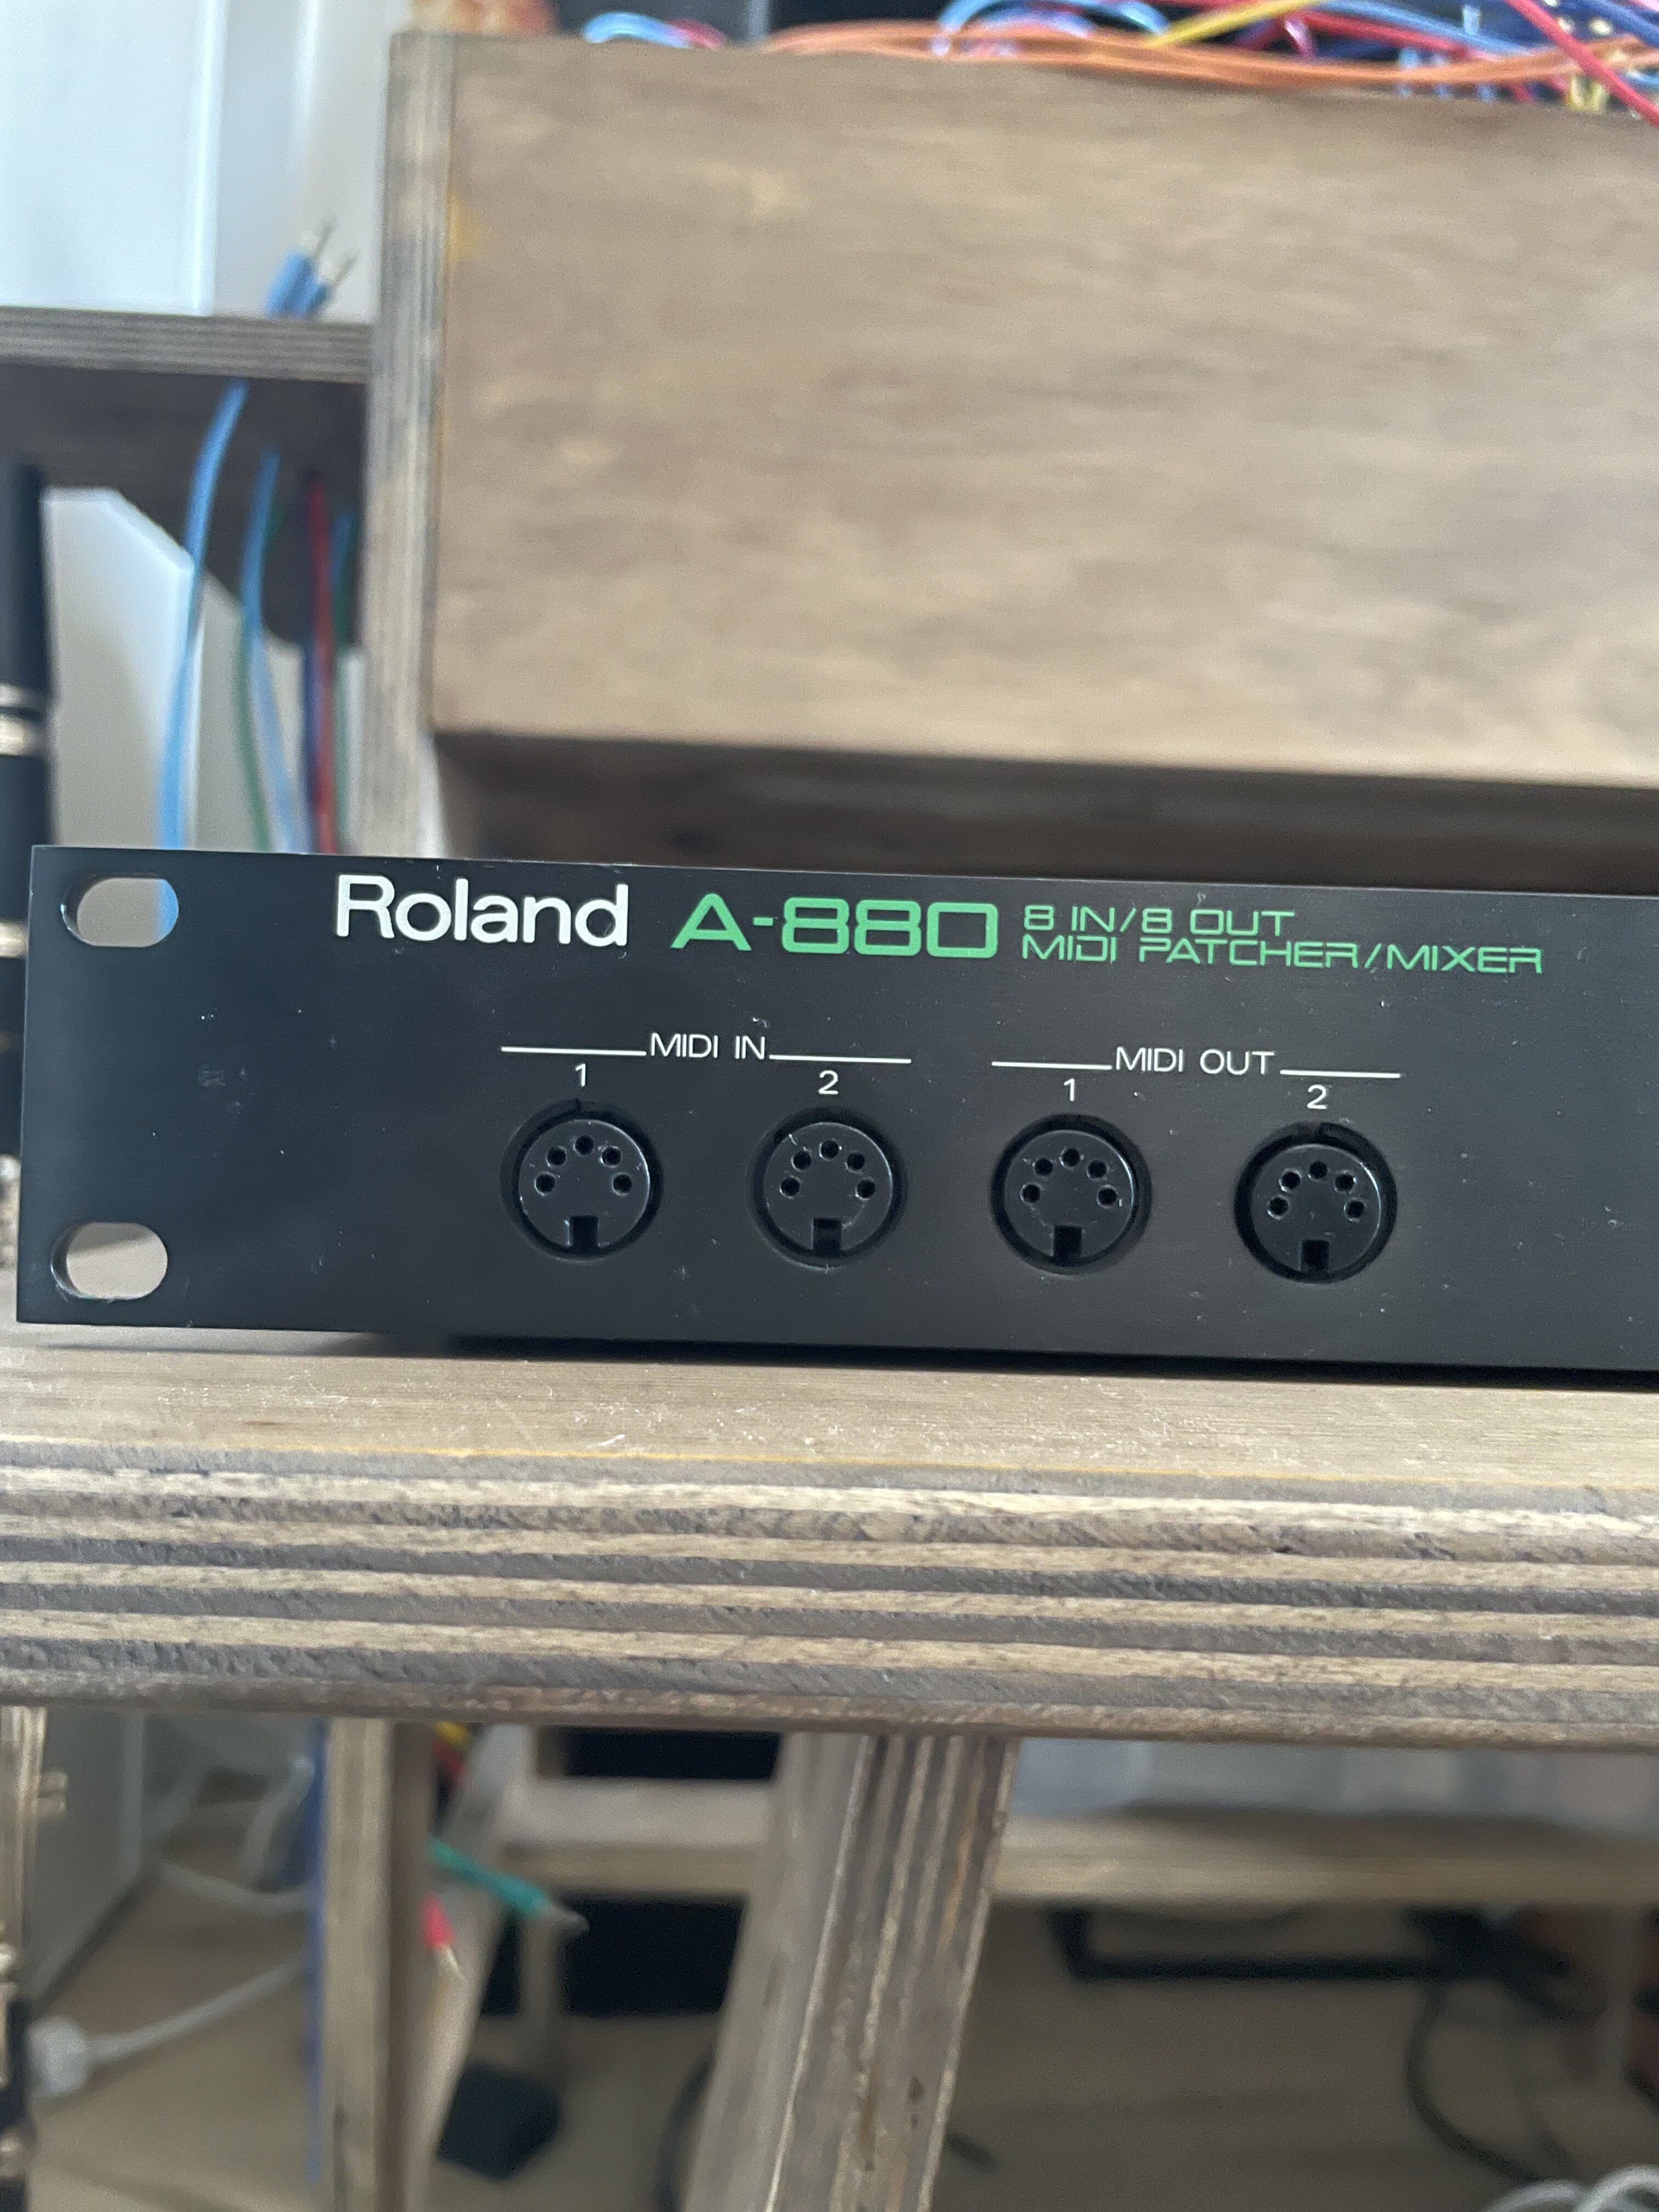 Roland A-880 8 IN/8 OUT
MIDI PATCHER/MIXER
MIDI IN MIDI OUT
1 2 1 2